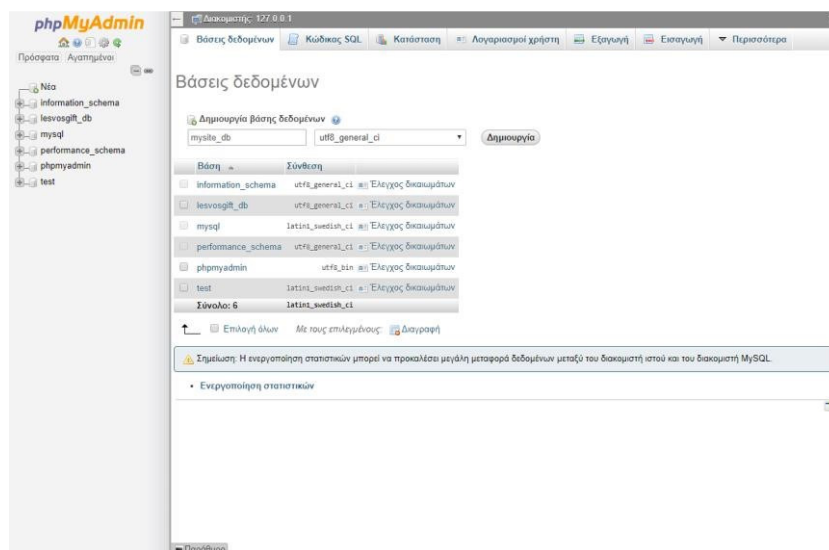 phpMyAdmin
Πρόσφατα Αγαπημένοι
Νέα
information_schema
lesvosgift_db
mysql
performance_schema
phpmyadmin
test
Διακομιστής: 127.0.0.1
Βάσεις δεδομένων Κώδικας SQL Κατάσταση Λογαριασμοί χρήστη Εξαγωγή Εισαγωγή Περισσότερα
Βάσεις δεδομένων
Δημιουργία βάσης δεδομένων
mysite_db utf8_general_ci Δημιουργία
Βάση Σύνθεση
information_schema utf8_general_ci Έλεγχος δικαιωμάτων
lesvosgift_db utf8_general_ci Έλεγχος δικαιωμάτων
mysql latin1_swedish_ci Έλεγχος δικαιωμάτων
performance_schema utf8_general_ci Έλεγχος δικαιωμάτων
phpmyadmin utf8_bin Έλεγχος δικαιωμάτων
test latin1_swedish_ci Έλεγχος δικαιωμάτων
Σύνολο: 6 latin1_swedish_ci
Επιλογή όλων Με τους επιλεγμένους: Διαγραφή
Σημείωση: Η ενεργοποίηση στατιστικών μπορεί να προκαλέσει μεγάλη μεταφορά δεδομένων μεταξύ του διακομιστή ιστού και του διακομιστή MySQL.
• Ενεργοποίηση στατιστικών
Παράθυρο